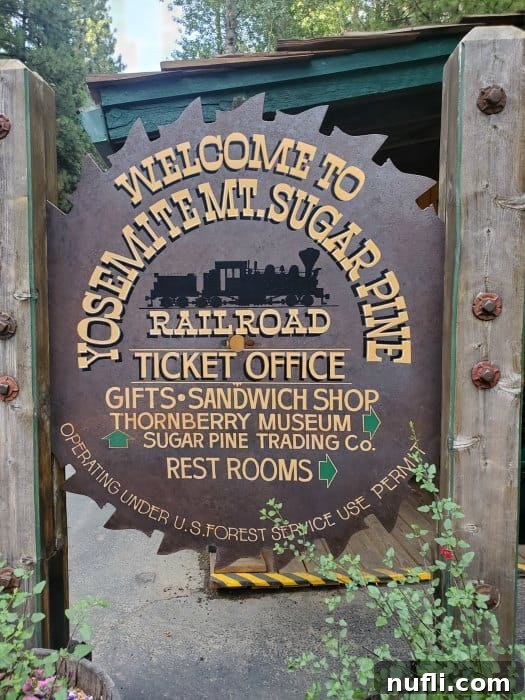 WELCOME TO
YOSEMITE MT. SUGAR PINE
RAILROAD
TICKET OFFICE
GIFTS • SANDWICH SHOP
THORNBERRY MUSEUM
SUGAR PINE TRADING Co.
REST ROOMS
OPERATING UNDER U.S. FOREST SERVICE USE PERMIT
nufli.com